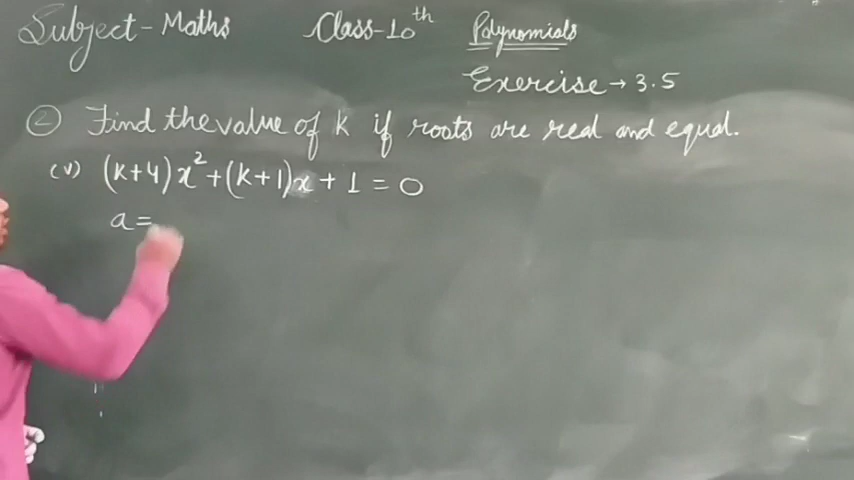 Subject - Maths Class-10th Polynomials
Exercise → 3.5
② Find the value of K if roots are real and equal.
(v) (K+4)x² + (K+1)x + 1 = 0
a =